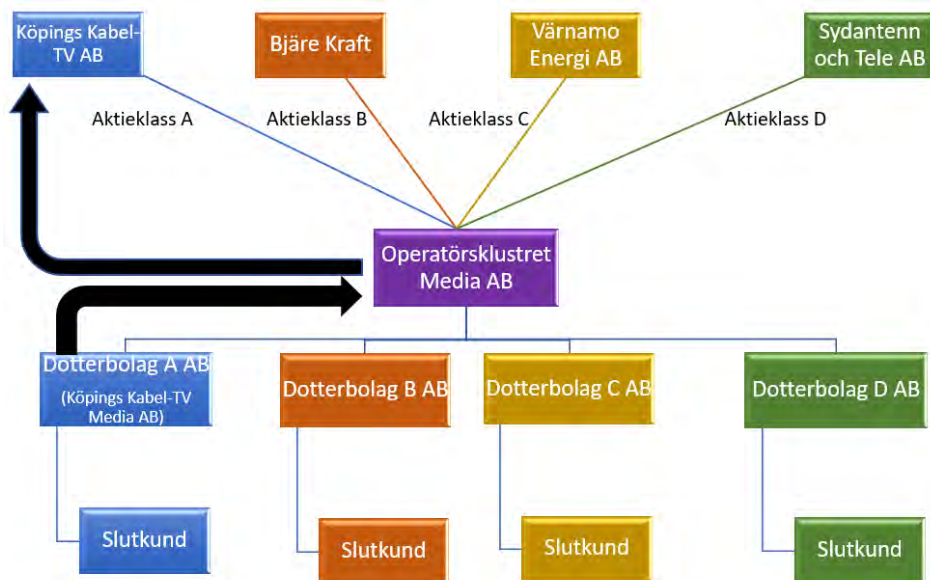 Köpings Kabel-
TV AB
Bjäre Kraft
Värnamo
Energi AB
Sydantenn
och Tele AB
Aktieklass A
Aktieklass B
Aktieklass C
Aktieklass D
Operatörsklustret
Media AB
Dotterbolag A AB
(Köpings Kabel-TV
Media AB)
Dotterbolag B AB
Dotterbolag C AB
Dotterbolag D AB
Slutkund
Slutkund
Slutkund
Slutkund